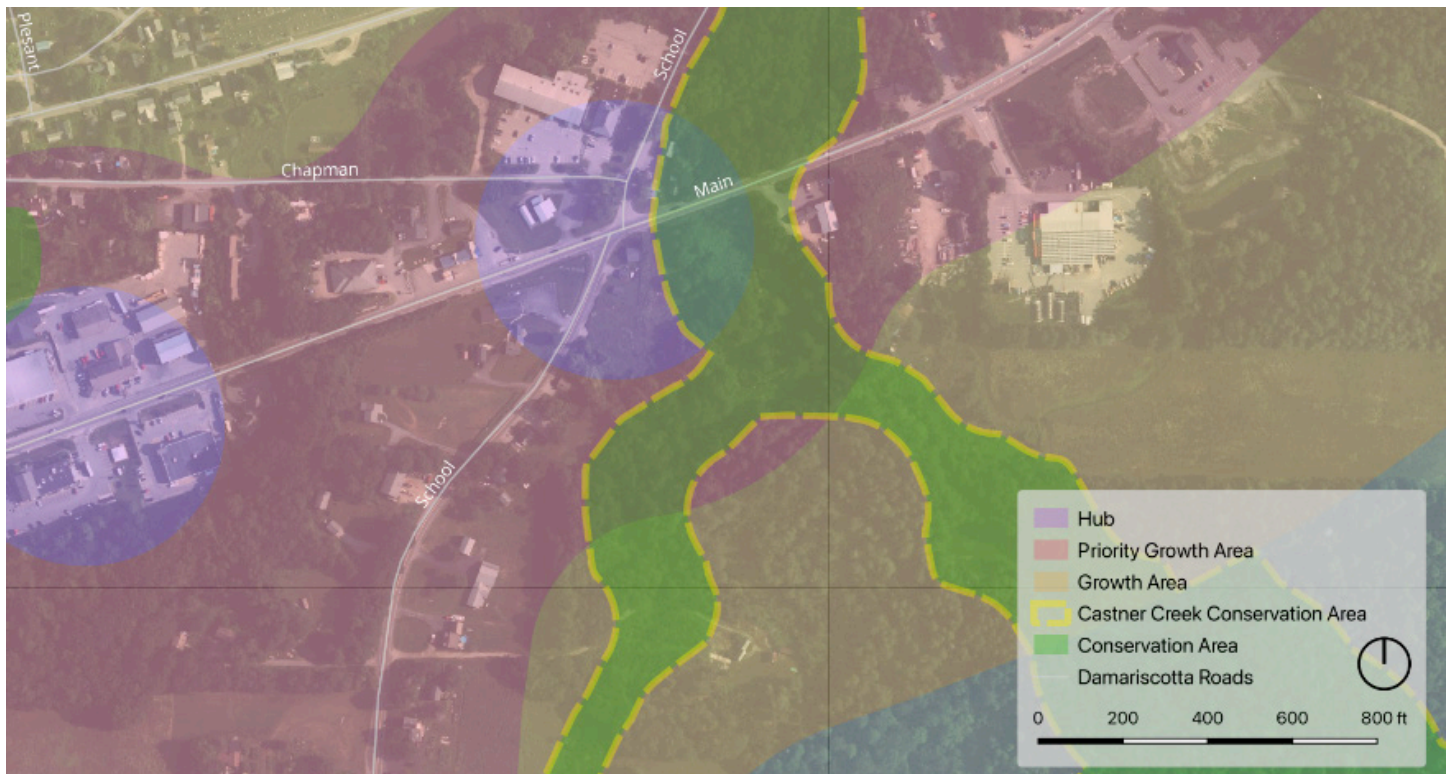 Plesant
School
Chapman
Main
School
Hub
Priority Growth Area
Growth Area
Castner Creek Conservation Area
Conservation Area
Damariscotta Roads
0 200 400 600 800 ft